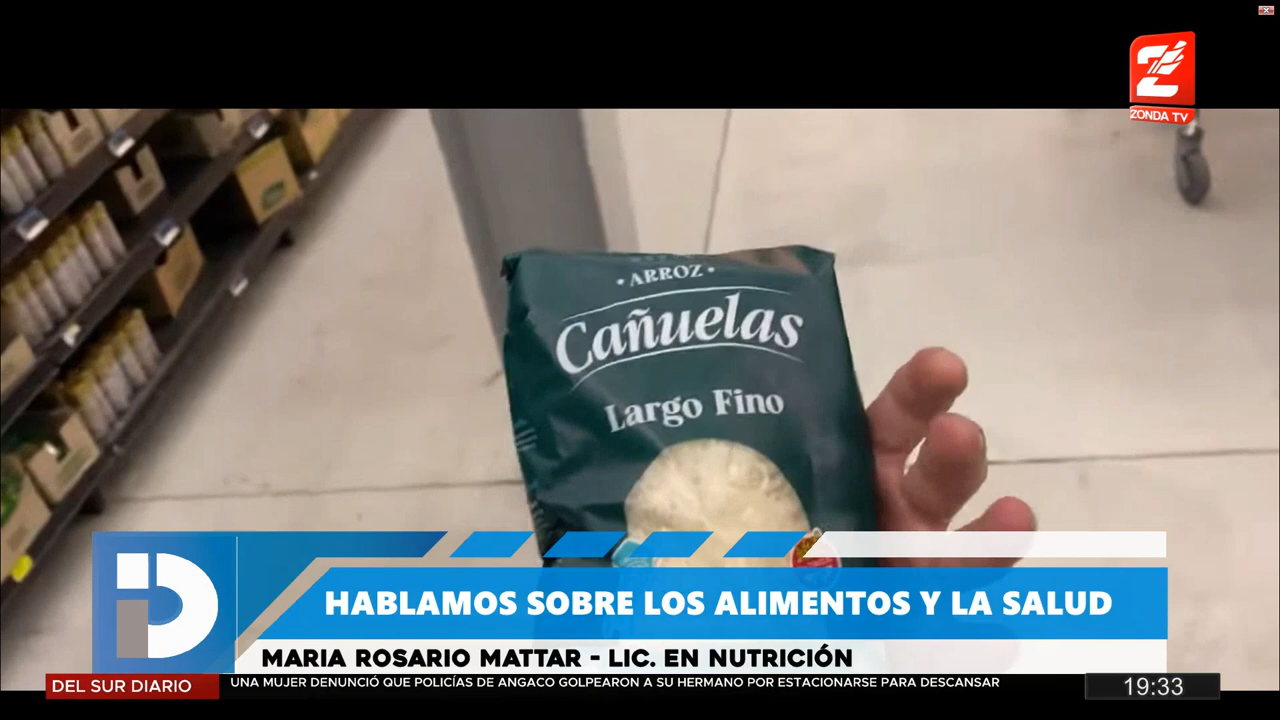 ZONDA TV
• ARROZ •
Cañuelas
Largo Fino
HABLAMOS SOBRE LOS ALIMENTOS Y LA SALUD
MARIA ROSARIO MATTAR - LIC. EN NUTRICIÓN
DEL SUR DIARIO
UNA MUJER DENUNCIÓ QUE POLICÍAS DE ANGACO GOLPEARON A SU HERMANO POR ESTACIONARSE PARA DESCANSAR
19:33